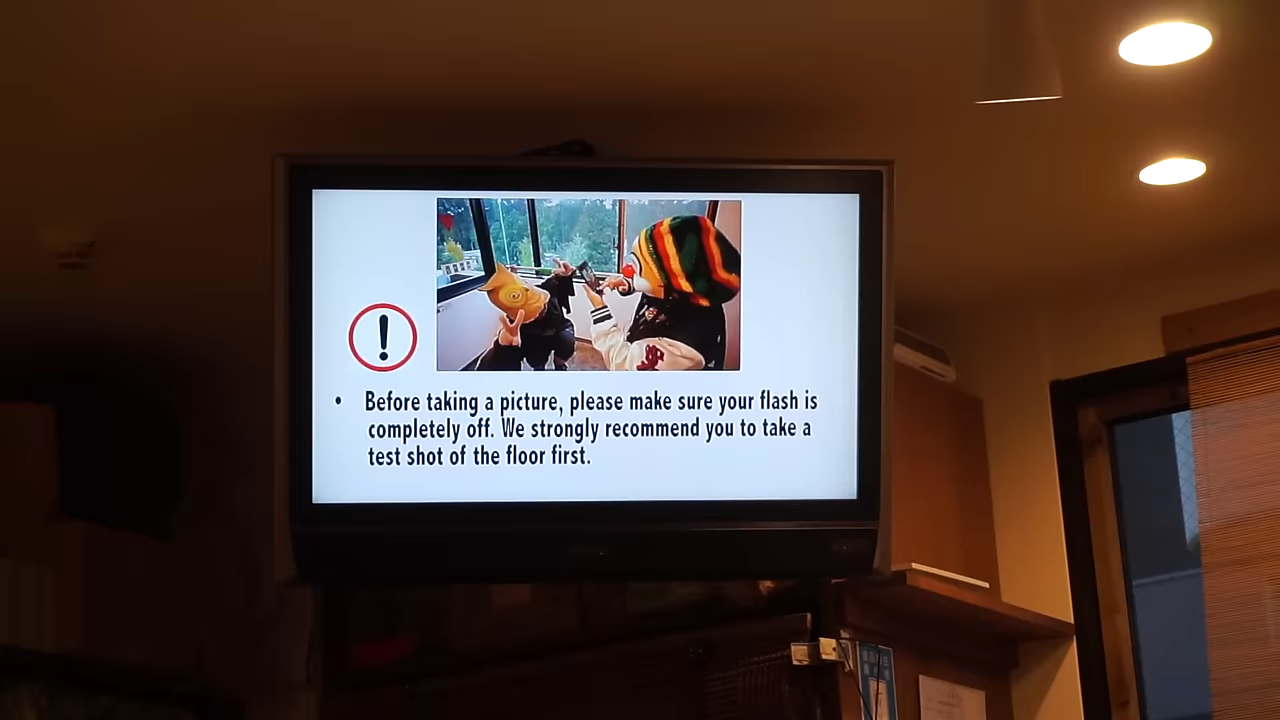 • Before taking a picture, please make sure your flash is
completely off. We strongly recommend you to take a
test shot of the floor first.